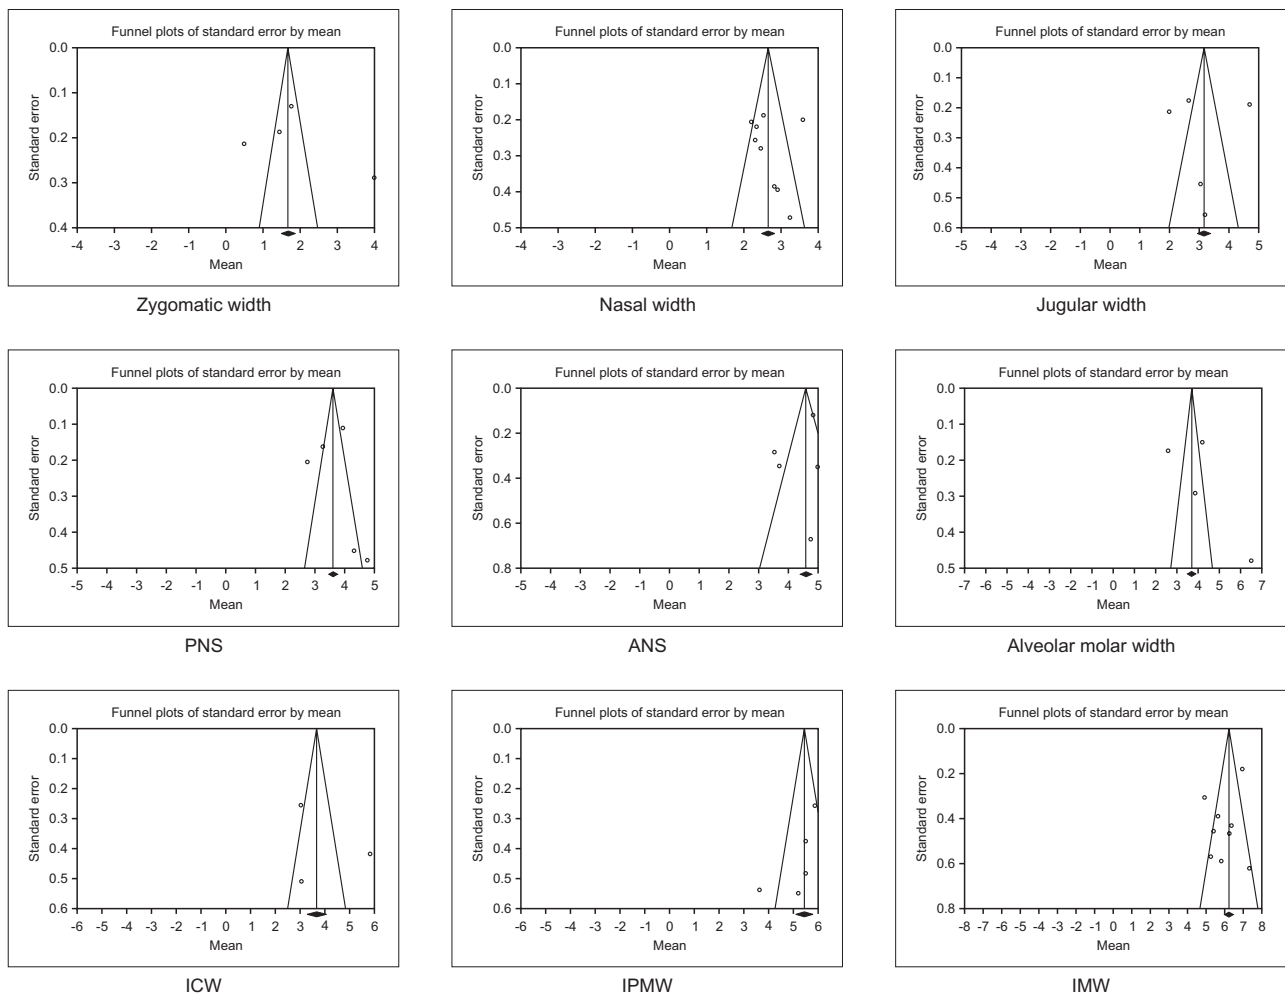 Funnel plots of standard error by mean
0.0
0.1
0.2
0.3
0.4
Standard error
-4 -3 -2 -1 0 1 2 3 4
Mean
Zygomatic width
Funnel plots of standard error by mean
0.0
0.1
0.2
0.3
0.4
0.5
Standard error
-4 -3 -2 -1 0 1 2 3 4
Mean
Nasal width
Funnel plots of standard error by mean
0.0
0.1
0.2
0.3
0.4
0.5
0.6
Standard error
-5 -4 -3 -2 -1 0 1 2 3 4 5
Mean
Jugular width
Funnel plots of standard error by mean
0.0
0.1
0.2
0.3
0.4
0.5
Standard error
-5 -4 -3 -2 -1 0 1 2 3 4 5
Mean
PNS
Funnel plots of standard error by mean
0.0
0.2
0.4
0.6
0.8
Standard error
-5 -4 -3 -2 -1 0 1 2 3 4 5
Mean
ANS
Funnel plots of standard error by mean
0.0
0.1
0.2
0.3
0.4
0.5
Standard error
-7 -6 -5 -4 -3 -2 -1 0 1 2 3 4 5 6 7
Mean
Alveolar molar width
Funnel plots of standard error by mean
0.0
0.1
0.2
0.3
0.4
0.5
0.6
Standard error
-6 -5 -4 -3 -2 -1 0 1 2 3 4 5 6
Mean
ICW
Funnel plots of standard error by mean
0.0
0.1
0.2
0.3
0.4
0.5
0.6
Standard error
-6 -5 -4 -3 -2 -1 0 1 2 3 4 5 6
Mean
IPMW
Funnel plots of standard error by mean
0.0
0.2
0.4
0.6
0.8
Standard error
-8 -7 -6 -5 -4 -3 -2 -1 0 1 2 3 4 5 6 7 8
Mean
IMW